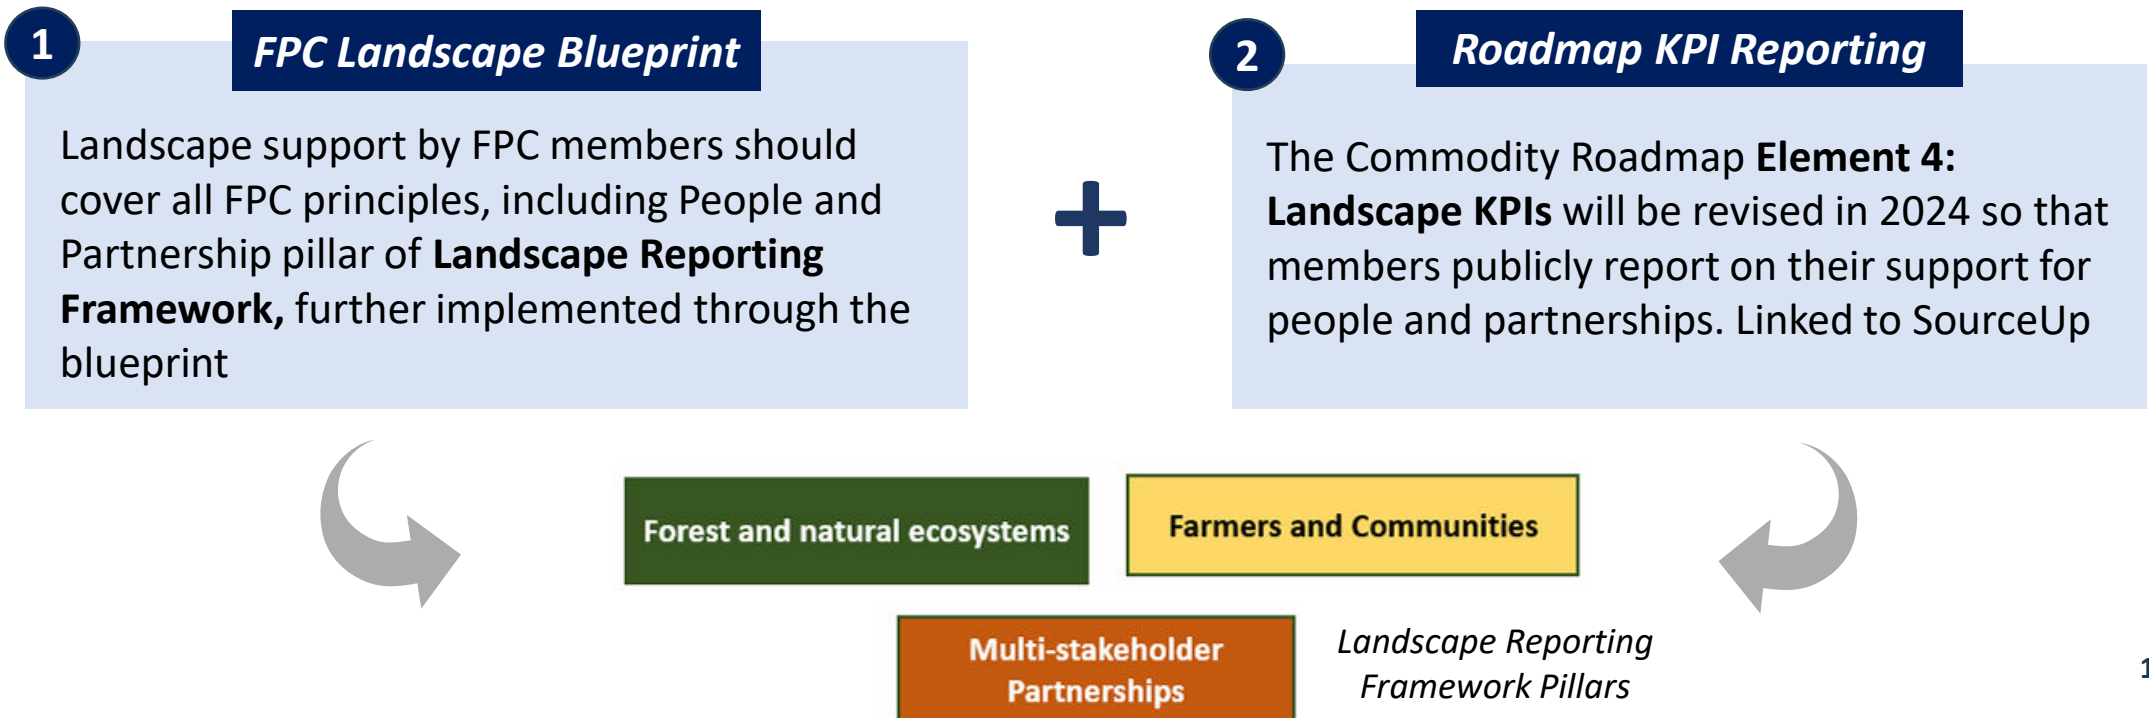 1
FPC Landscape Blueprint
Landscape support by FPC members should
cover all FPC principles, including People and
Partnership pillar of Landscape Reporting
Framework, further implemented through the
blueprint
+
2
Roadmap KPI Reporting
The Commodity Roadmap Element 4:
Landscape KPIs will be revised in 2024 so that
members publicly report on their support for
people and partnerships. Linked to SourceUp
Forest and natural ecosystems
Farmers and Communities
Multi-stakeholder
Partnerships
Landscape Reporting
Framework Pillars